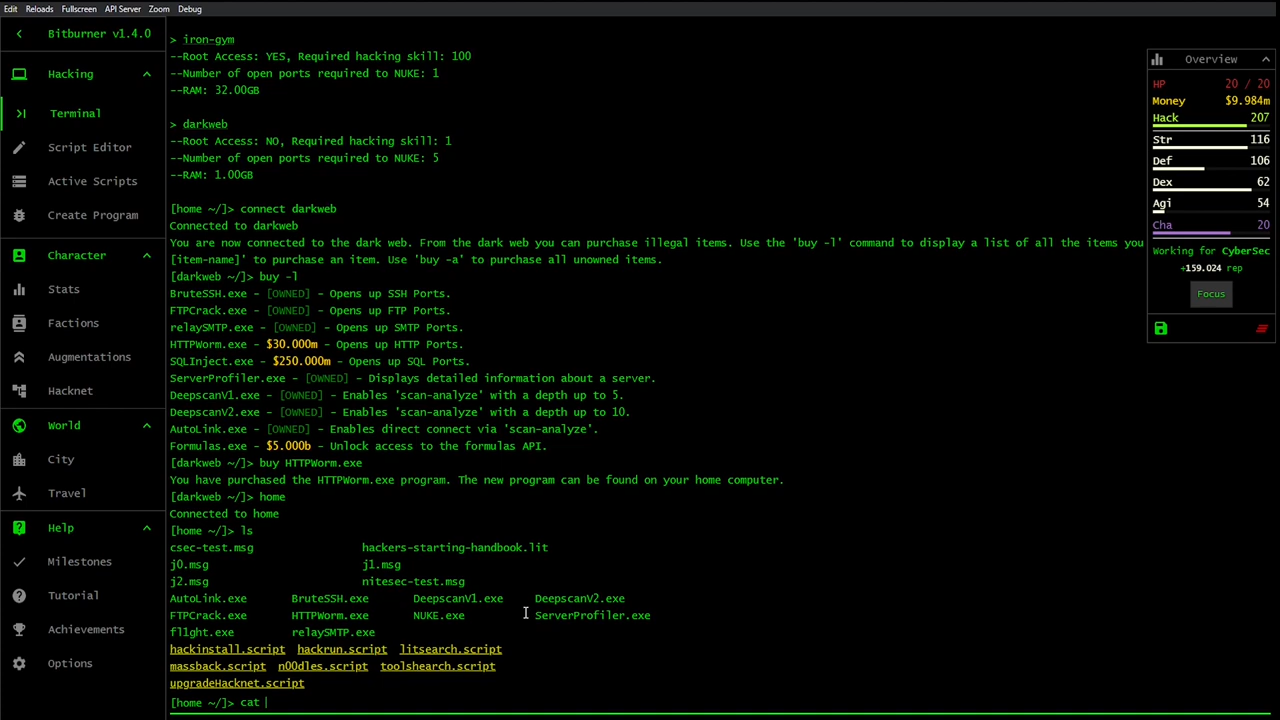 Edit Reloads Fullscreen API Server Zoom Debug
Bitburner v1.4.0
Hacking
Terminal
Script Editor
Active Scripts
Create Program
Character
Stats
Factions
Augmentations
Hacknet
World
City
Travel
Help
Milestones
Tutorial
Achievements
Options
> iron-gym
--Root Access: YES, Required hacking skill: 100
--Number of open ports required to NUKE: 1
--RAM: 32.00GB
> darkweb
--Root Access: NO, Required hacking skill: 1
--Number of open ports required to NUKE: 5
--RAM: 1.00GB
[home ~/]> connect darkweb
Connected to darkweb
You are now connected to the dark web. From the dark web you can purchase illegal items. Use the 'buy -l' command to display a list of all the items you
[item-name]' to purchase an item. Use 'buy -a' to purchase all unowned items.
[darkweb ~/]> buy -l
BruteSSH.exe - [OWNED] - Opens up SSH Ports.
FTPCrack.exe - [OWNED] - Opens up FTP Ports.
relaySMTP.exe - [OWNED] - Opens up SMTP Ports.
HTTPWorm.exe - $30.000m - Opens up HTTP Ports.
SQLInject.exe - $250.000m - Opens up SQL Ports.
ServerProfiler.exe - [OWNED] - Displays detailed information about a server.
DeepscanV1.exe - [OWNED] - Enables 'scan-analyze' with a depth up to 5.
DeepscanV2.exe - [OWNED] - Enables 'scan-analyze' with a depth up to 10.
AutoLink.exe - [OWNED] - Enables direct connect via 'scan-analyze'.
Formulas.exe - $5.000b - Unlock access to the formulas API.
[darkweb ~/]> buy HTTPWorm.exe
You have purchased the HTTPWorm.exe program. The new program can be found on your home computer.
[darkweb ~/]> home
Connected to home
[home ~/]> ls
csec-test.msg hackers-starting-handbook.lit
j0.msg j1.msg
j2.msg nitesec-test.msg
AutoLink.exe BruteSSH.exe DeepscanV1.exe DeepscanV2.exe
FTPCrack.exe HTTPWorm.exe NUKE.exe ServerProfiler.exe
fl1ght.exe relaySMTP.exe
hackinstall.script hackrun.script litsearch.script
massback.script n00dles.script toolshearch.script
upgradeHacknet.script
[home ~/]> cat
Overview
HP 20 / 20
Money $9.984m
Hack 207
Str 116
Def 106
Dex 62
Agi 54
Cha 20
Working for CyberSec
+159.024 rep
Focus